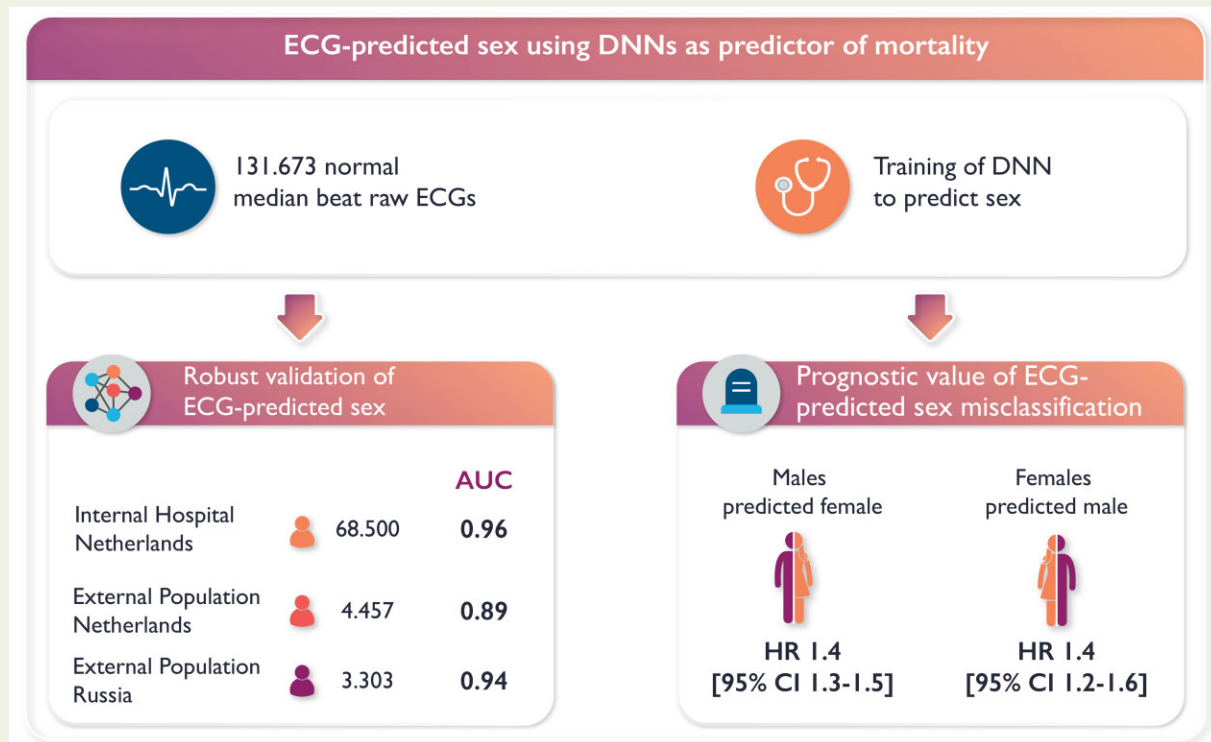 ECG-predicted sex using DNNs as predictor of mortality
131.673 normal
median beat raw ECGs
Training of DNN
to predict sex
Robust validation of
ECG-predicted sex
AUC
Internal Hospital
Netherlands
68.500
0.96
External Population
Netherlands
4.457
0.89
External Population
Russia
3.303
0.94
Prognostic value of ECG-
predicted sex misclassification
Males
predicted female
HR 1.4
[95% CI 1.3-1.5]
Females
predicted male
HR 1.4
[95% CI 1.2-1.6]